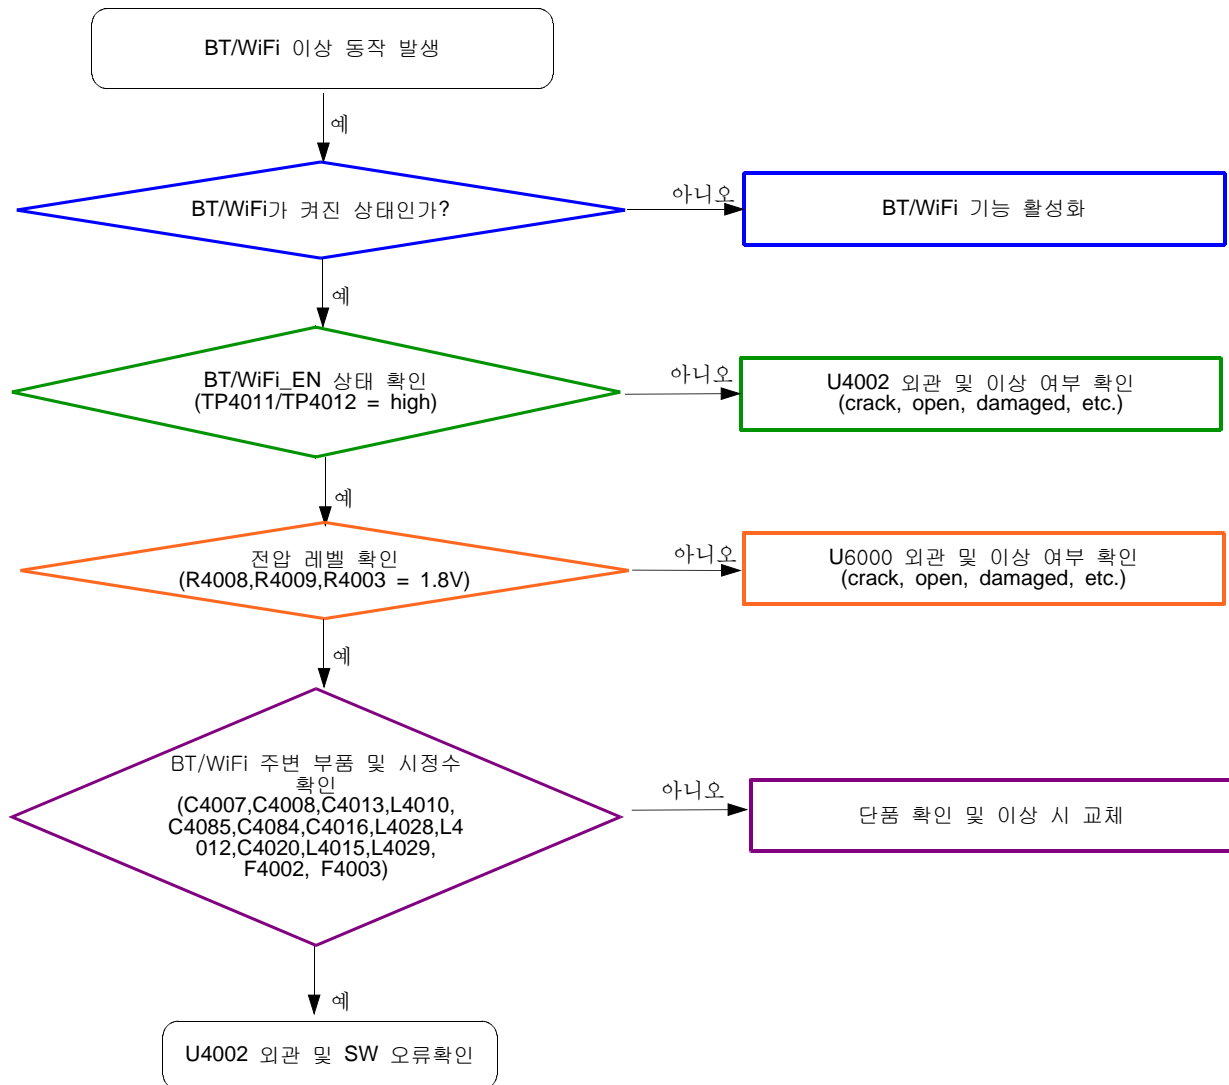 BT/WiFi 이상 동작 발생
예
BT/WiFi가 켜진 상태인가?
아니오
BT/WiFi 기능 활성화
예
BT/WiFi_EN 상태 확인
(TP4011/TP4012 = high)
아니오
U4002 외관 및 이상 여부 확인
(crack, open, damaged, etc.)
예
전압 레벨 확인
(R4008,R4009,R4003 = 1.8V)
아니오
U6000 외관 및 이상 여부 확인
(crack, open, damaged, etc.)
예
BT/WiFi 주변 부품 및 시정수
확인
(C4007,C4008,C4013,L4010,
C4085,C4084,C4016,L4028,L4
012,C4020,L4015,L4029,
F4002, F4003)
아니오
단품 확인 및 이상 시 교체
예
U4002 외관 및 SW 오류확인